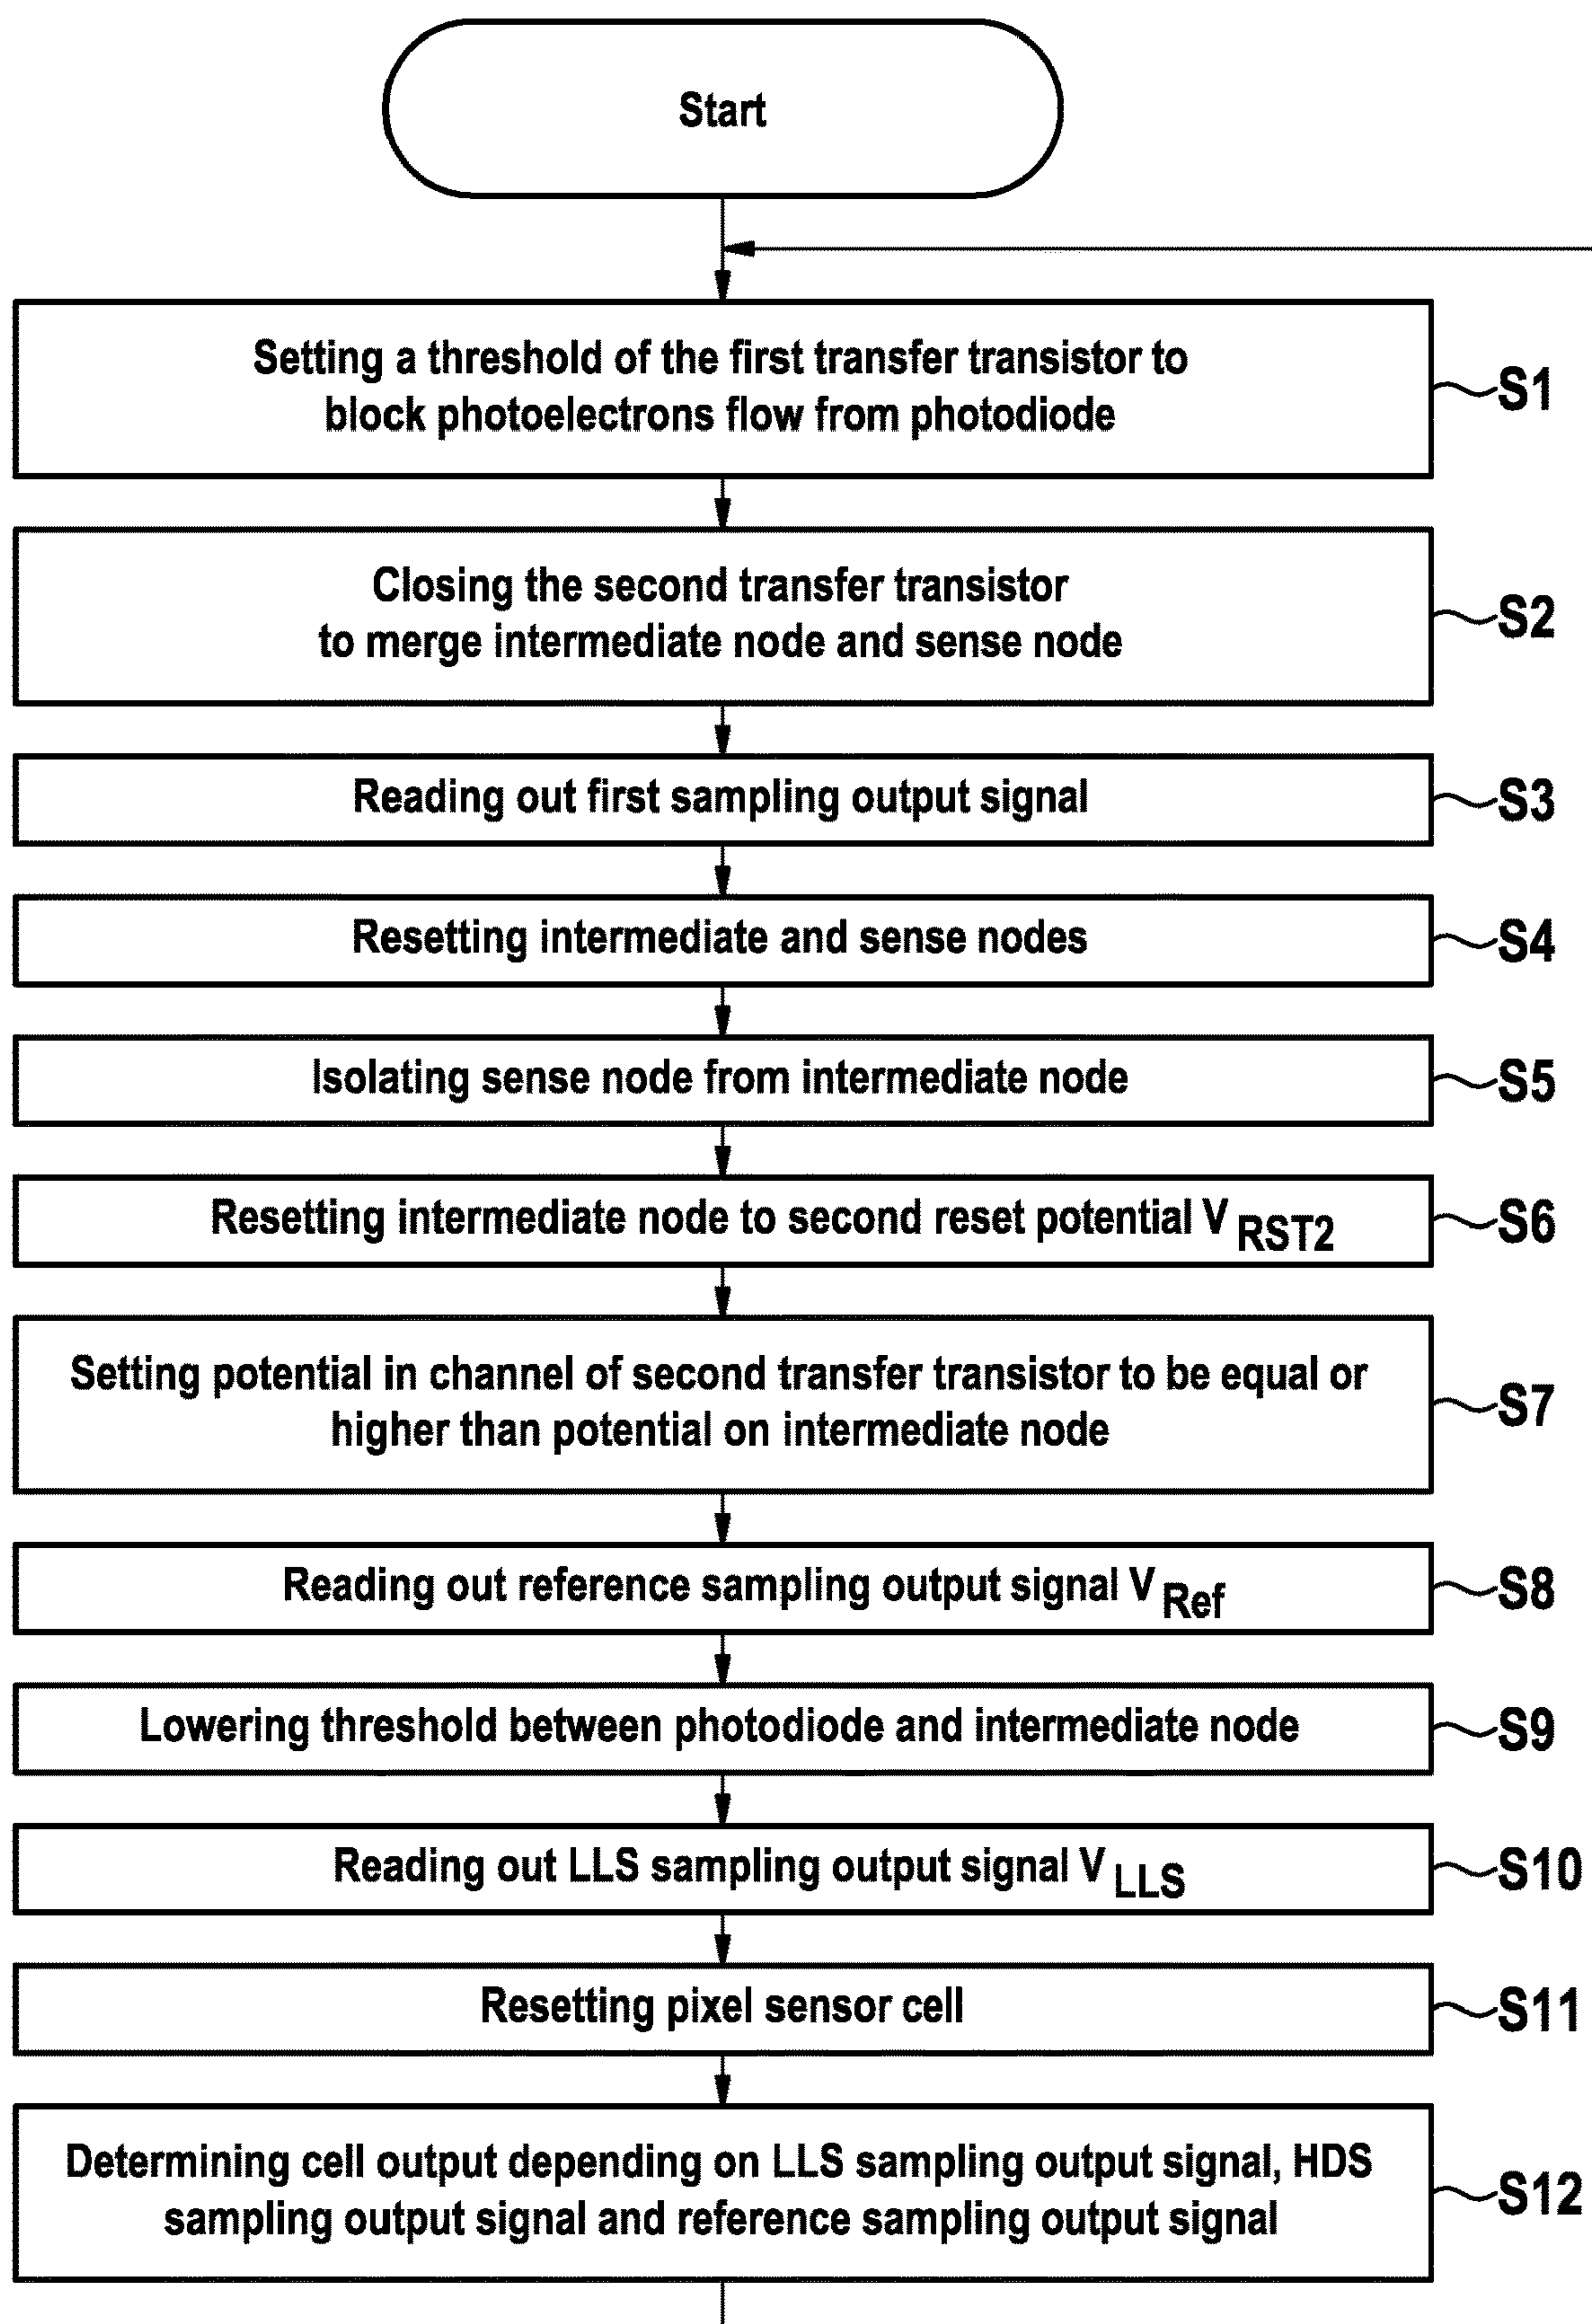 Start
Setting a threshold of the first transfer transistor to
block photoelectrons flow from photodiode
S1
Closing the second transfer transistor
to merge intermediate node and sense node
S2
Reading out first sampling output signal
S3
Resetting intermediate and sense nodes
S4
Isolating sense node from intermediate node
S5
Resetting intermediate node to second reset potential V RST2
S6
Setting potential in channel of second transfer transistor to be equal or
higher than potential on intermediate node
S7
Reading out reference sampling output signal V Ref
S8
Lowering threshold between photodiode and intermediate node
S9
Reading out LLS sampling output signal V LLS
S10
Resetting pixel sensor cell
S11
Determining cell output depending on LLS sampling output signal, HDS
sampling output signal and reference sampling output signal
S12